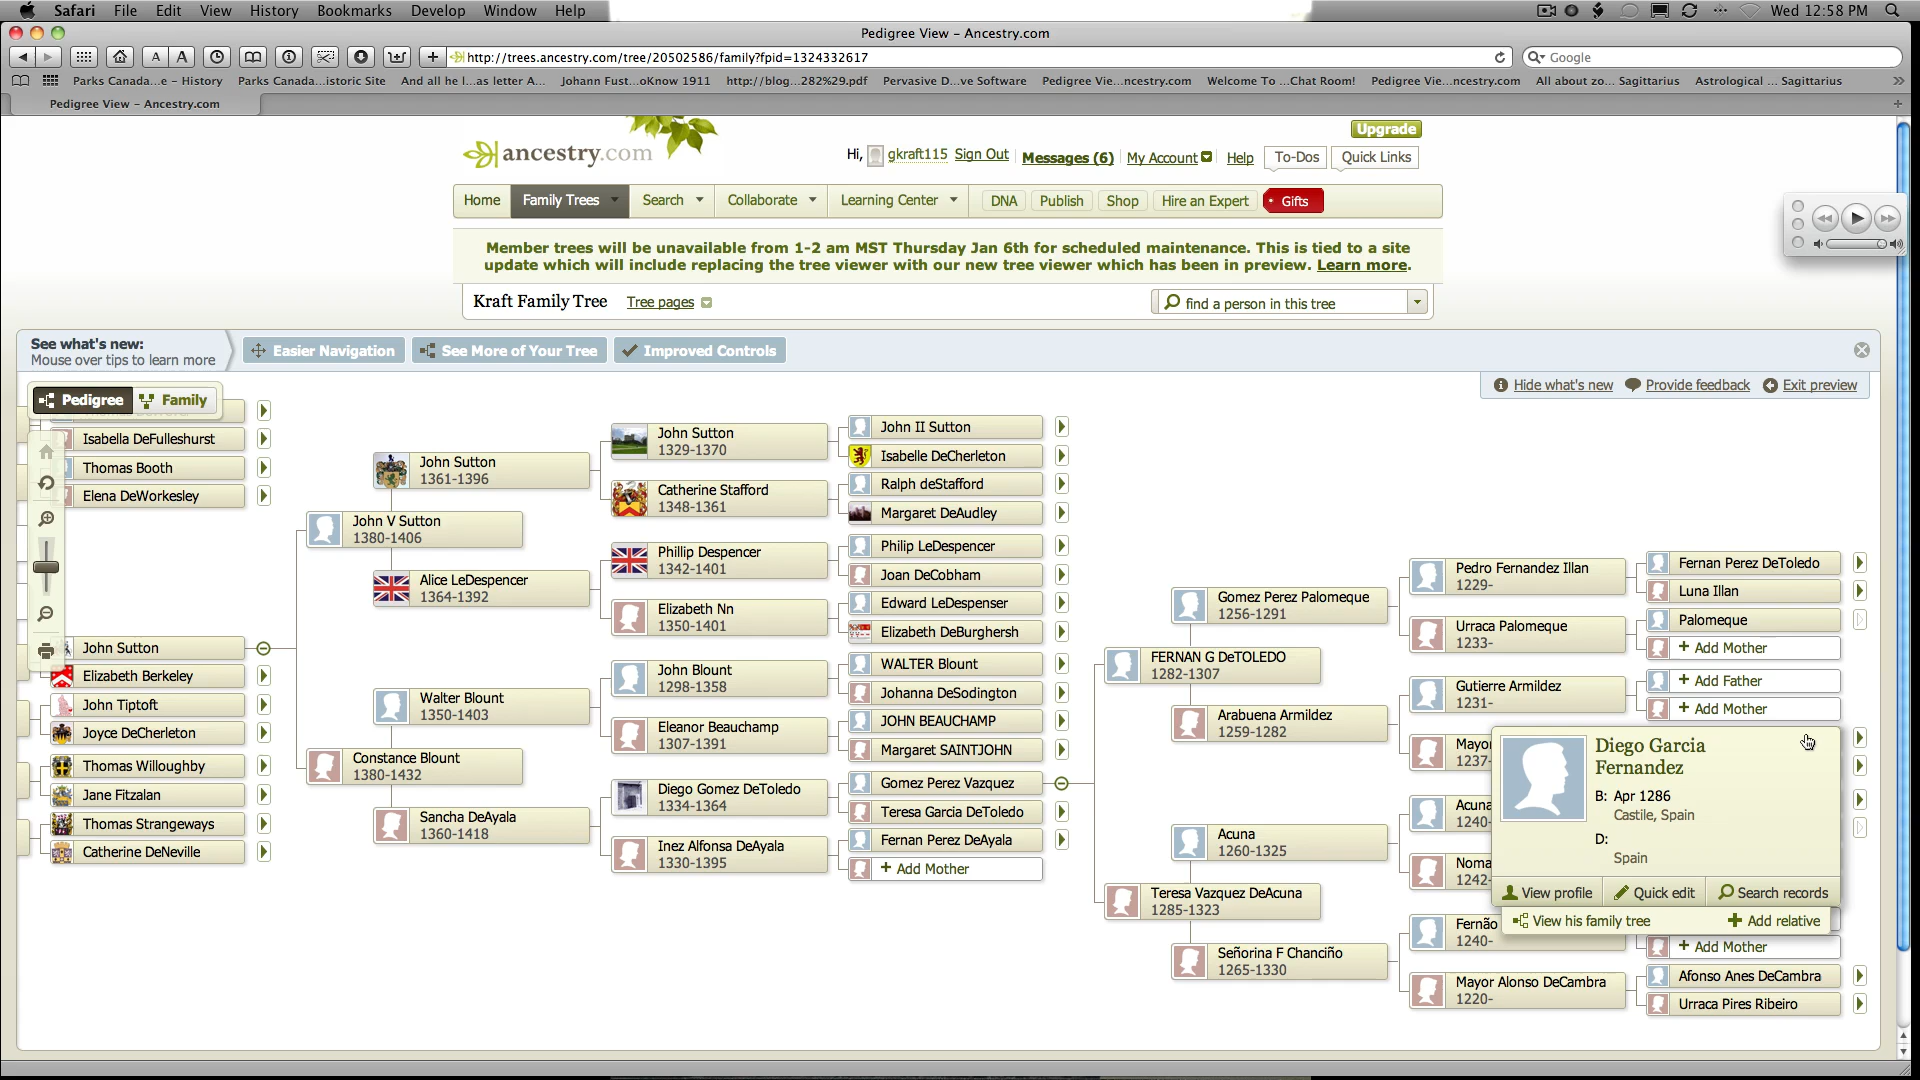 Safari File Edit View History Bookmarks Develop Window Help
Wed 12:58 PM
Pedigree View – Ancestry.com
A A
http://trees.ancestry.com/tree/20502586/family?fpid=1324332617
Google
Parks Canada...e – History Parks Canada...istoric Site And all he l...as letter A... Johann Fust...oKnow 1911 http://blog...282%29.pdf Pervasive D...ve Software Pedigree Vie...ncestry.com Welcome To ...Chat Room! Pedigree Vie...ncestry.com All about zo... Sagittarius Astrological ... Sagittarius
Pedigree View – Ancestry.com
Upgrade
ancestry.com
Hi, gkraft115 Sign Out Messages (6) My Account Help To-Dos Quick Links
Home Family Trees Search Collaborate Learning Center DNA Publish Shop Hire an Expert Gifts
Member trees will be unavailable from 1-2 am MST Thursday Jan 6th for scheduled maintenance. This is tied to a site
update which will include replacing the tree viewer with our new tree viewer which has been in preview. Learn more.
Kraft Family Tree Tree pages find a person in this tree
See what's new:
Mouse over tips to learn more
Easier Navigation See More of Your Tree Improved Controls
Hide what's new Provide feedback Exit preview
Pedigree Family
Isabella DeFulleshurst
Thomas Booth
Elena DeWorkesley
John Sutton
Elizabeth Berkeley
John Tiptoft
Joyce DeCherleton
Thomas Willoughby
Jane Fitzalan
Thomas Strangeways
Catherine DeNeville
John Sutton
1361-1396
John V Sutton
1380-1406
Alice LeDespencer
1364-1392
Walter Blount
1350-1403
Constance Blount
1380-1432
Sancha DeAyala
1360-1418
John Sutton
1329-1370
Catherine Stafford
1348-1361
Phillip Despencer
1342-1401
Elizabeth Nn
1350-1401
John Blount
1298-1358
Eleanor Beauchamp
1307-1391
Diego Gomez DeToledo
1334-1364
Inez Alfonsa DeAyala
1330-1395
John II Sutton
Isabelle DeCherleton
Ralph deStafford
Margaret DeAudley
Philip LeDespencer
Joan DeCobham
Edward LeDespenser
Elizabeth DeBurghersh
WALTER Blount
Johanna DeSodington
JOHN BEAUCHAMP
Margaret SAINTJOHN
Gomez Perez Vazquez
Teresa Garcia DeToledo
Fernan Perez DeAyala
+ Add Mother
Gomez Perez Palomeque
1256-1291
FERNAN G DeTOLEDO
1282-1307
Arabuena Armildez
1259-1282
Acuna
1260-1325
Teresa Vazquez DeAcuna
1285-1323
Señorina F Chanciño
1265-1330
Pedro Fernandez Illan
1229-
Urraca Palomeque
1233-
Gutierre Armildez
1231-
Mayo
1237-
Acuna
1240-
Noma
1242-
Fernão
1240-
Mayor Alonso DeCambra
1220-
Fernan Perez DeToledo
Luna Illan
Palomeque
+ Add Mother
+ Add Father
+ Add Mother
Diego Garcia
Fernandez
B: Apr 1286
Castile, Spain
D:
Spain
View profile Quick edit Search records
View his family tree + Add relative
+ Add Mother
Afonso Anes DeCambra
Urraca Pires Ribeiro